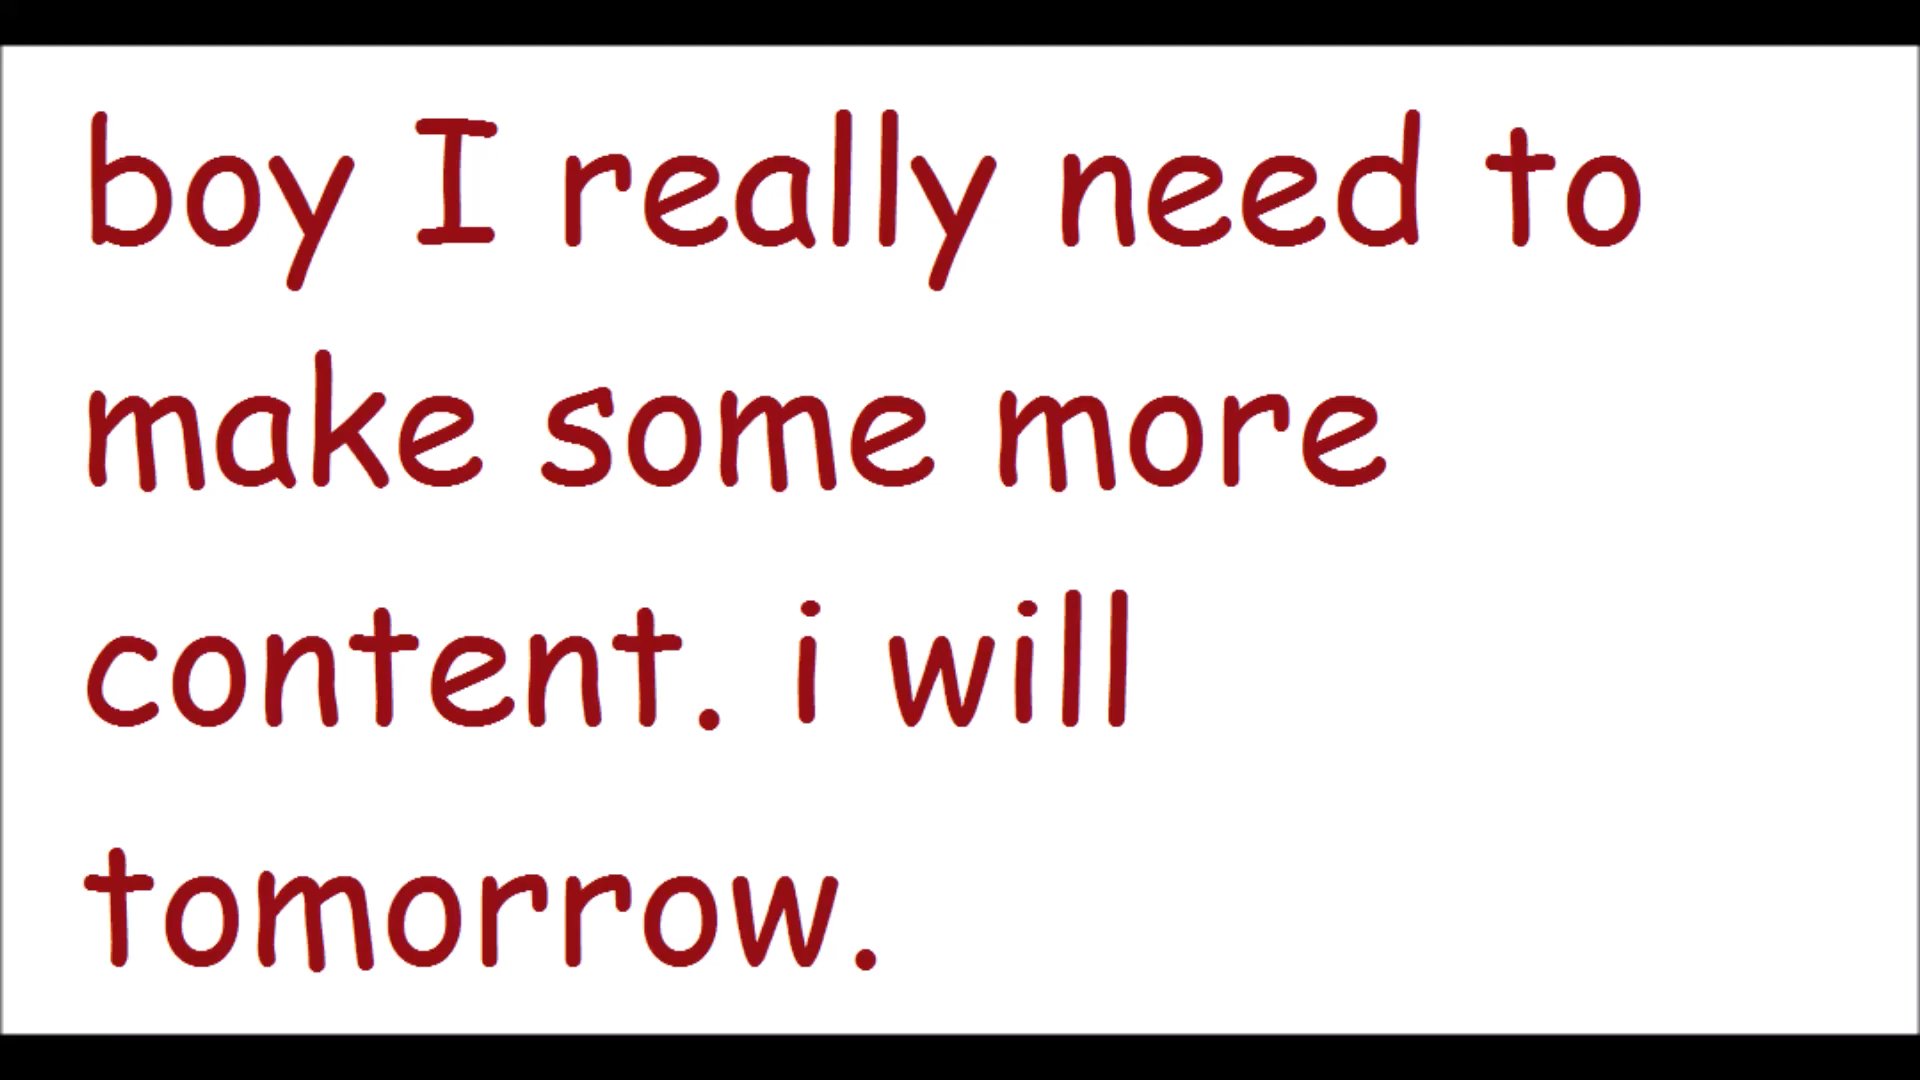 boy I really need to
make some more
content. i will
tomorrow.